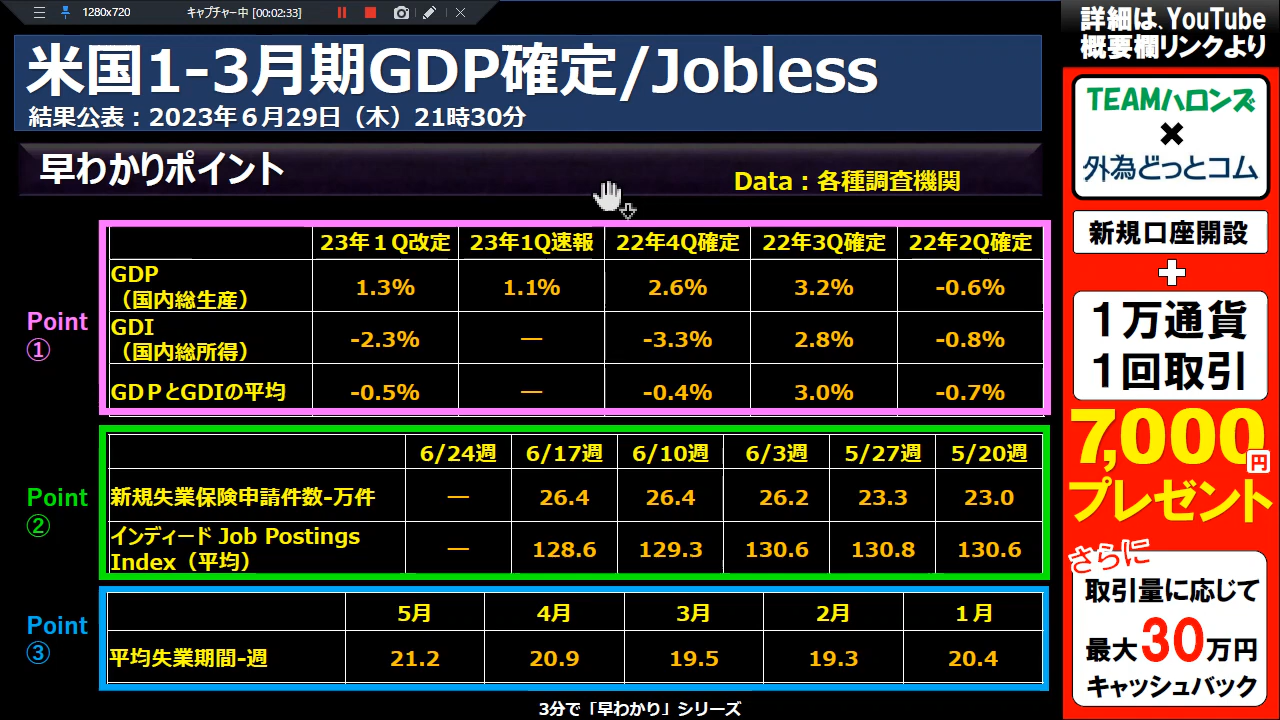 1280x720 キャプチャー中 [00:02:33]
米国1-3月期GDP確定/Jobless
結果公表：2023年６月29日（木）21時30分
早わかりポイント
Data：各種調査機関
Point
①
23年１Q改定 23年1Q速報 22年4Q確定 22年3Q確定 22年2Q確定
GDP
（国内総生産） 1.3% 1.1% 2.6% 3.2% -0.6%
GDI
（国内総所得） -2.3% — -3.3% 2.8% -0.8%
GDＰとGDIの平均 -0.5% — -0.4% 3.0% -0.7%
Point
②
6/24週 6/17週 6/10週 6/3週 5/27週 5/20週
新規失業保険申請件数-万件 — 26.4 26.4 26.2 23.3 23.0
インディード Job Postings
Index（平均） — 128.6 129.3 130.6 130.8 130.6
Point
③
5月 4月 3月 2月 １月
平均失業期間-週 21.2 20.9 19.5 19.3 20.4
3分で「早わかり」シリーズ
詳細は、YouTube
概要欄リンクより
TEAMハロンズ
×
外為どっとコム
新規口座開設
+
１万通貨
１回取引
7,000円
プレゼント
さらに
取引量に応じて
最大30万円
キャッシュバック